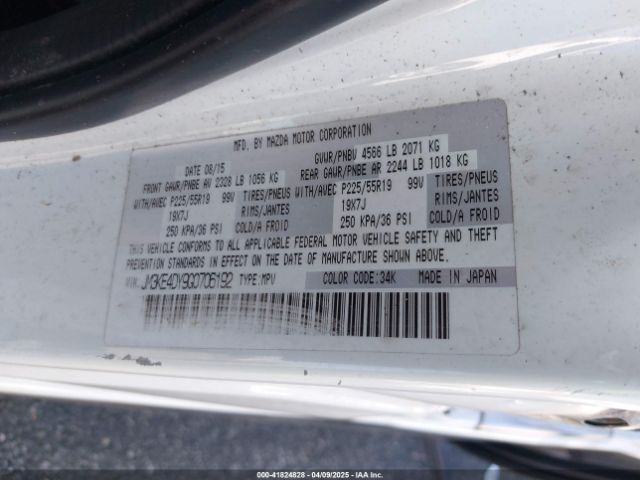 MFD. BY MAZDA MOTOR CORPORATION
DATE 08/15 GVWR/PNBV 4566 LB 2071 KG
FRONT GAWR/PNBE AV 2328 LB 1056 KG REAR GAWR/PNBE AR 2244 LB 1018 KG
WITH/AVEC P225/55R19 99V TIRES/PNEUS WITH/AVEC P225/55R19 99V TIRES/PNEUS
19X7J RIMS/JANTES 19X7J RIMS/JANTES
250 KPA/36 PSI COLD/A FROID 250 KPA/36 PSI COLD/A FROID
THIS VEHICLE CONFORMS TO ALL APPLICABLE FEDERAL MOTOR VEHICLE SAFETY AND THEFT
PREVENTION STANDARDS IN EFFECT ON THE DATE OF MANUFACTURE SHOWN ABOVE.
VIN. JM3KE4DY9G0706192 TYPE:MPV COLOR CODE:34K MADE IN JAPAN
0-41824828 - 04/09/2025 - IAAI.COM